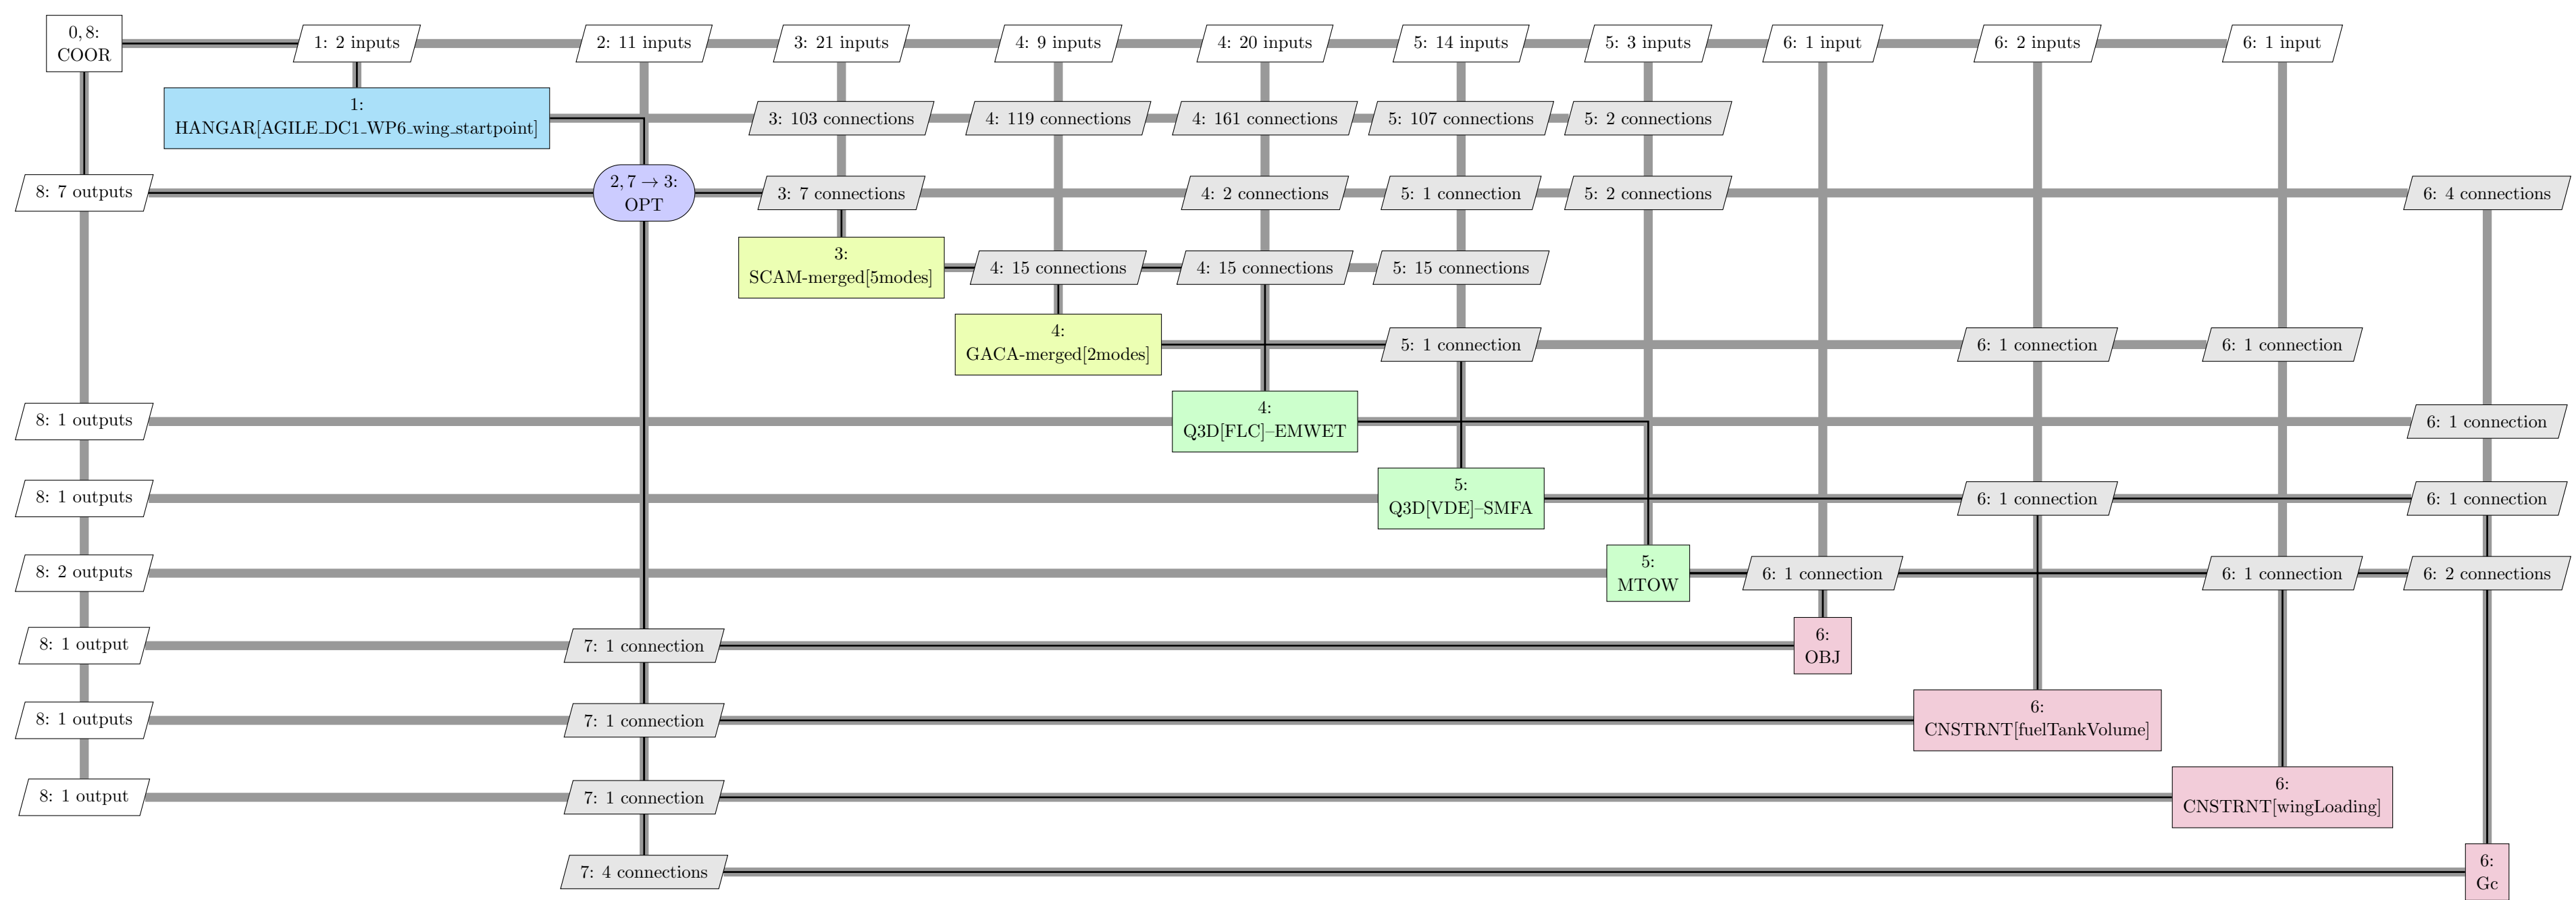 0, 8:
COOR
1: 2 inputs
2: 11 inputs
3: 21 inputs
4: 9 inputs
4: 20 inputs
5: 14 inputs
5: 3 inputs
6: 1 input
6: 2 inputs
6: 1 input
1:
HANGAR[AGILE_DC1_WP6_wing_startpoint]
3: 103 connections
4: 119 connections
4: 161 connections
5: 107 connections
5: 2 connections
8: 7 outputs
2, 7 → 3:
OPT
3: 7 connections
4: 2 connections
5: 1 connection
5: 2 connections
6: 4 connections
3:
SCAM-merged[5modes]
4: 15 connections
4: 15 connections
5: 15 connections
4:
GACA-merged[2modes]
5: 1 connection
6: 1 connection
6: 1 connection
8: 1 outputs
4:
Q3D[FLC]–EMWET
6: 1 connection
8: 1 outputs
5:
Q3D[VDE]–SMFA
6: 1 connection
6: 1 connection
8: 2 outputs
5:
MTOW
6: 1 connection
6: 1 connection
6: 2 connections
8: 1 output
7: 1 connection
6:
OBJ
8: 1 outputs
7: 1 connection
6:
CNSTRNT[fuelTankVolume]
8: 1 output
7: 1 connection
6:
CNSTRNT[wingLoading]
7: 4 connections
6:
Gc